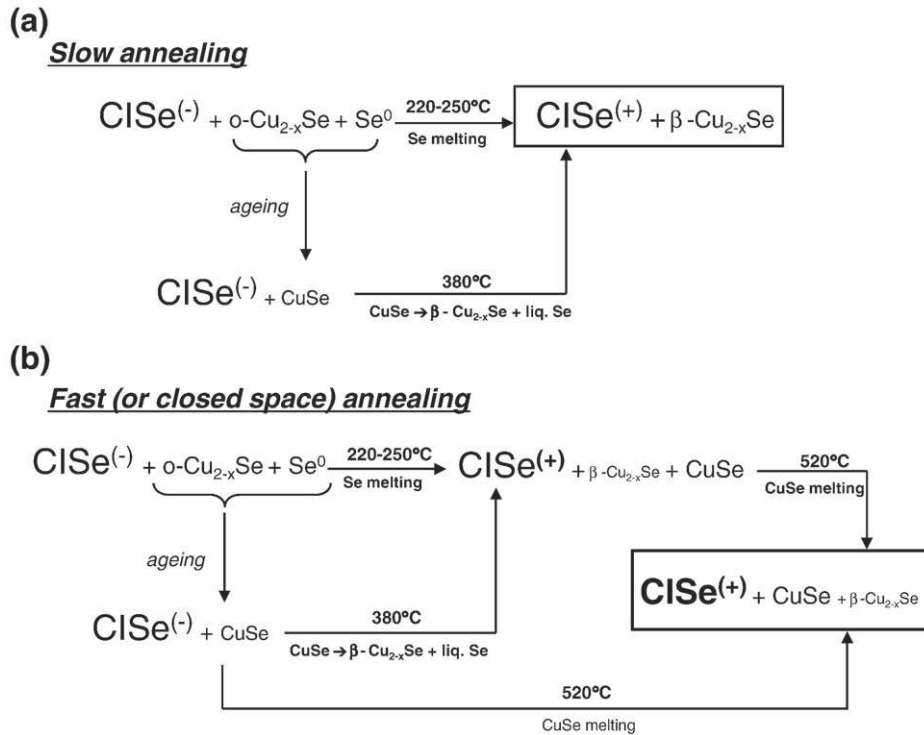 (a)
Slow annealing
CISe(-) + o-Cu2-xSe + Se0
220-250ºC
Se melting
CISe(+) + β-Cu2-xSe
ageing
CISe(-) + CuSe
380ºC
CuSe → β - Cu2-xSe + liq. Se
(b)
Fast (or closed space) annealing
CISe(-) + o-Cu2-xSe + Se0
220-250ºC
Se melting
CISe(+) + β-Cu2-xSe + CuSe
520ºC
CuSe melting
ageing
CISe(+) + CuSe + β-Cu2-xSe
CISe(-) + CuSe
380ºC
CuSe → β- Cu2-xSe + liq. Se
520ºC
CuSe melting